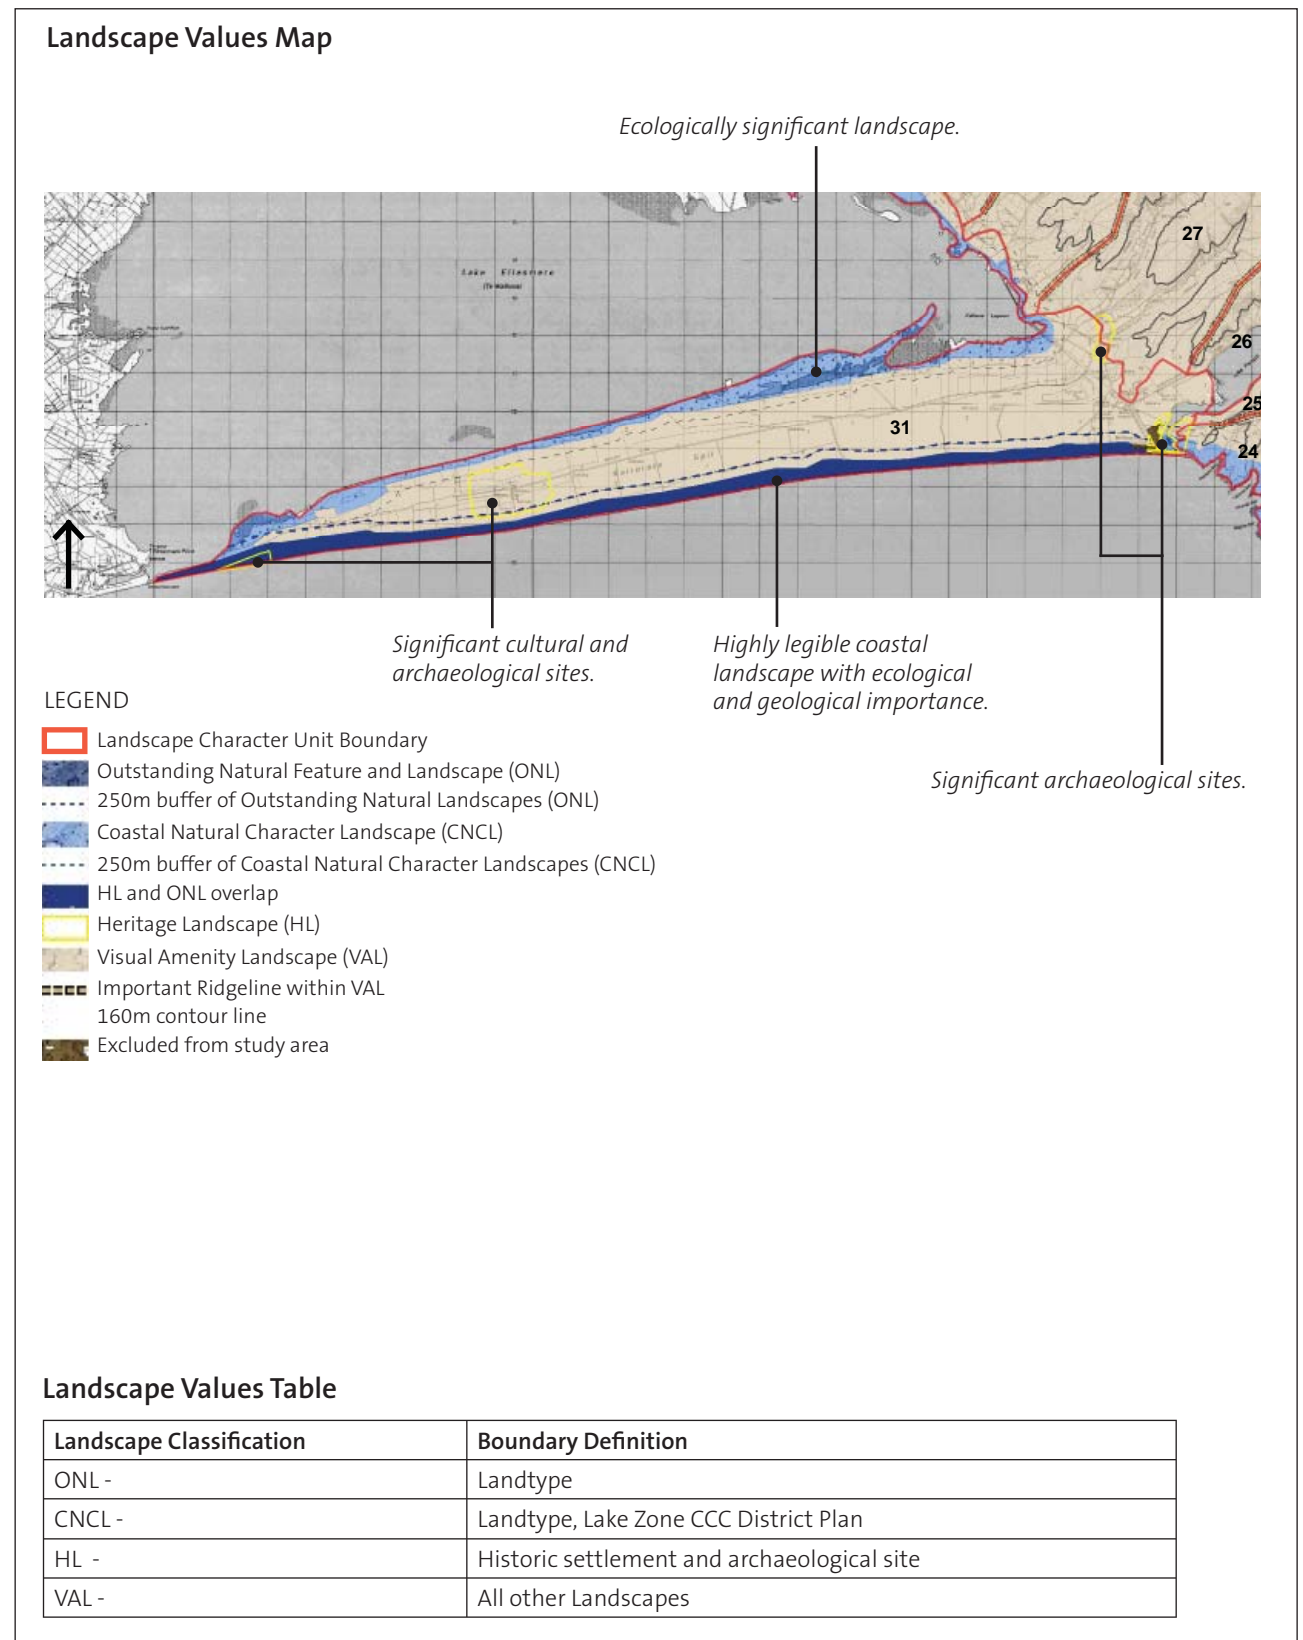 Landscape Values Map
Ecologically significant landscape.
Lake Ellesmere
27
26
25
24
31
Significant cultural and
archaeological sites.
Highly legible coastal
landscape with ecological
and geological importance.
Significant archaeological sites.
LEGEND
Landscape Character Unit Boundary
Outstanding Natural Feature and Landscape (ONL)
250m buffer of Outstanding Natural Landscapes (ONL)
Coastal Natural Character Landscape (CNCL)
250m buffer of Coastal Natural Character Landscapes (CNCL)
HL and ONL overlap
Heritage Landscape (HL)
Visual Amenity Landscape (VAL)
Important Ridgeline within VAL
160m contour line
Excluded from study area
Landscape Values Table
Landscape Classification Boundary Definition
ONL - Landtype
CNCL - Landtype, Lake Zone CCC District Plan
HL - Historic settlement and archaeological site
VAL - All other Landscapes